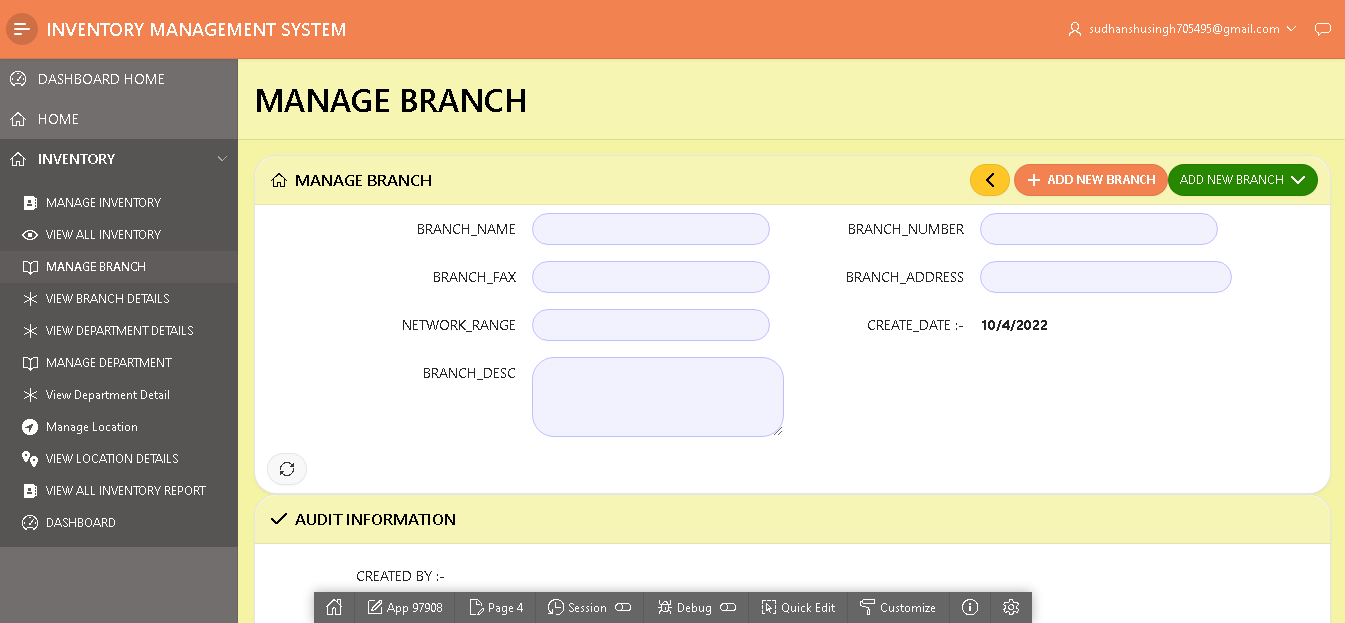 INVENTORY MANAGEMENT SYSTEM
sudhanshusingh705495@gmail.com
DASHBOARD HOME
HOME
INVENTORY
MANAGE INVENTORY
VIEW ALL INVENTORY
MANAGE BRANCH
VIEW BRANCH DETAILS
VIEW DEPARTMENT DETAILS
MANAGE DEPARTMENT
View Department Detail
Manage Location
VIEW LOCATION DETAILS
VIEW ALL INVENTORY REPORT
DASHBOARD
MANAGE BRANCH
MANAGE BRANCH
ADD NEW BRANCH
ADD NEW BRANCH
BRANCH_NAME
BRANCH_NUMBER
BRANCH_FAX
BRANCH_ADDRESS
NETWORK_RANGE
CREATE_DATE :- 10/4/2022
BRANCH_DESC
AUDIT INFORMATION
CREATED BY :-
App 97908 Page 4 Session Debug Quick Edit Customize